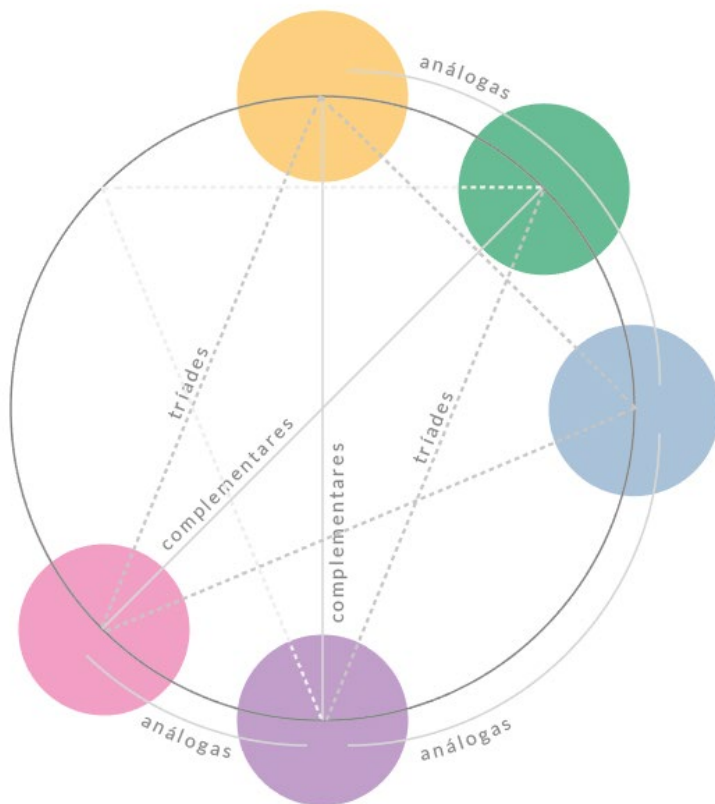 análogas
tríades
tríades
complementares
complementares
análogas
análogas